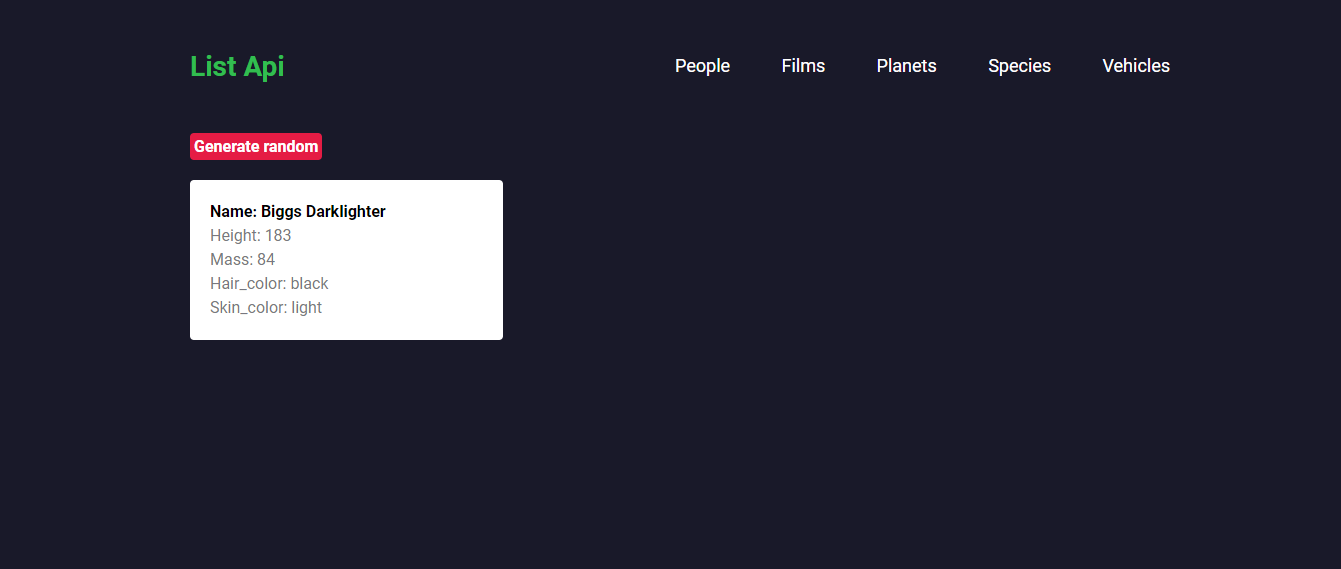 List Api
People Films Planets Species Vehicles
Generate random
Name: Biggs Darklighter
Height: 183
Mass: 84
Hair_color: black
Skin_color: light